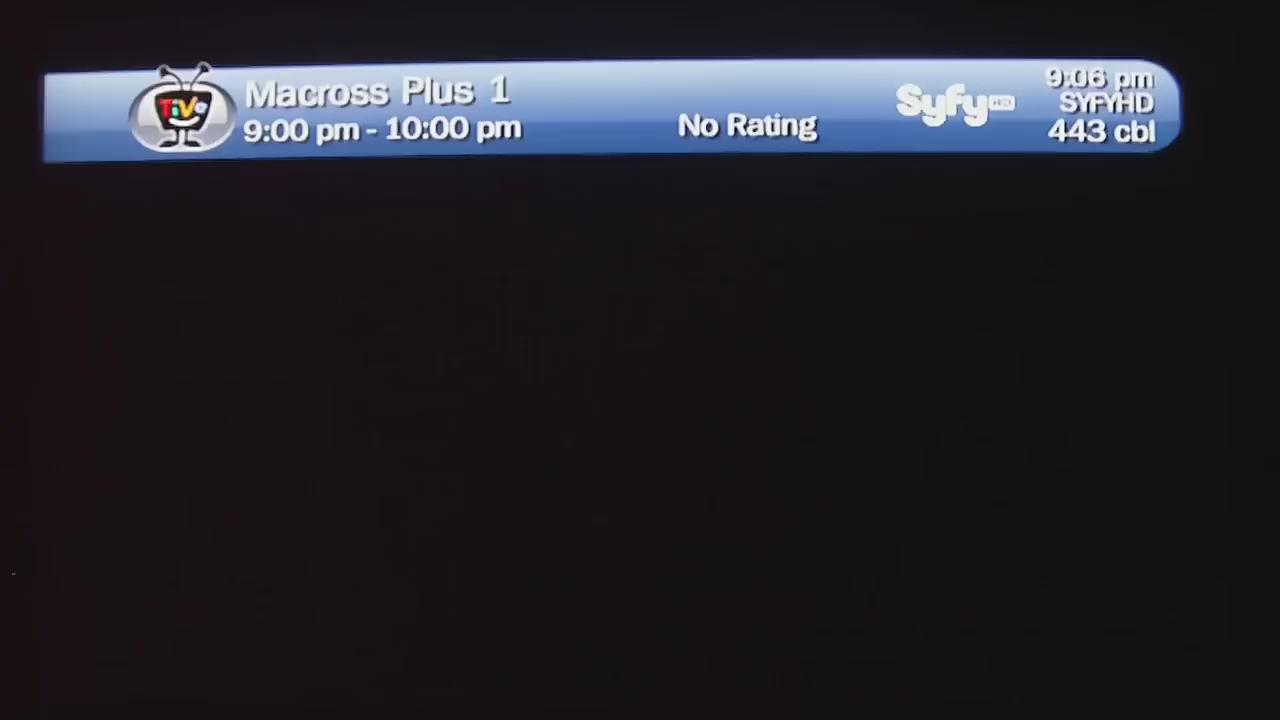 TiVo
Macross Plus 1
9:00 pm - 10:00 pm
No Rating
Syfy HD
9:06 pm
SYFYHD
443 cbl